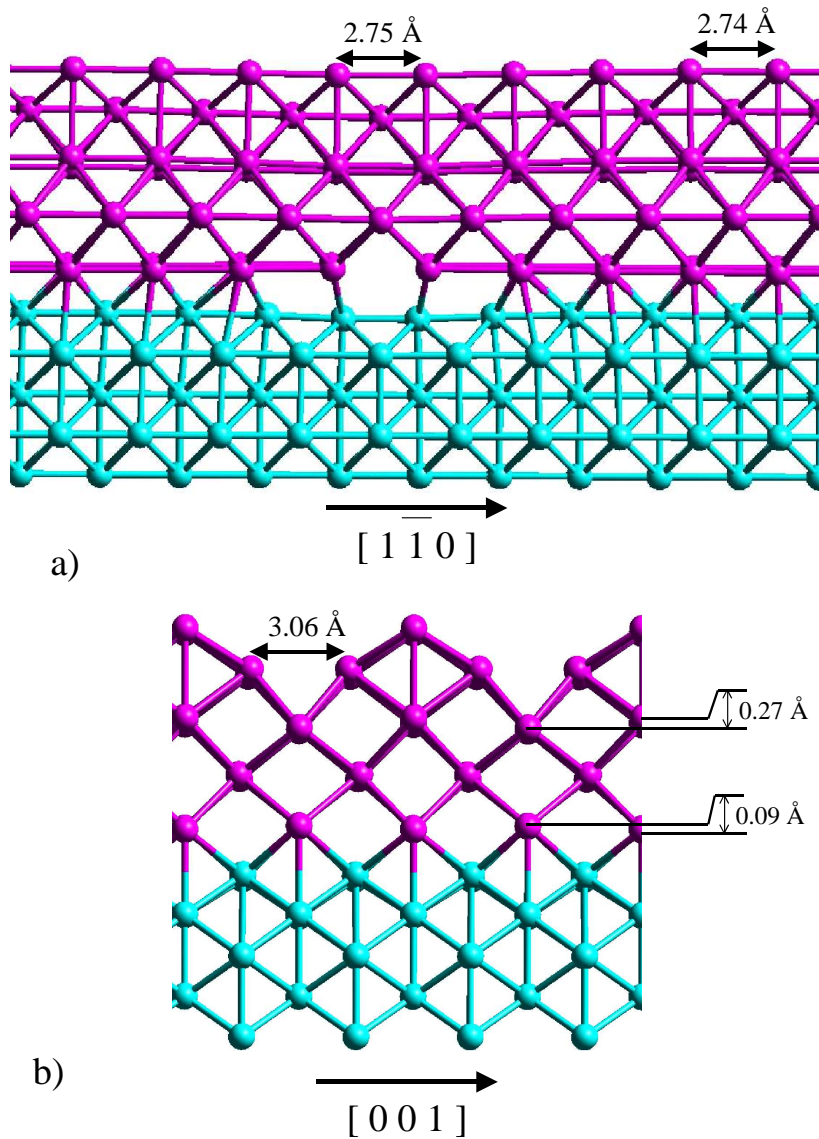 2.75 Å 2.74 Å
[ 1 1̅ 0 ]
a)
3.06 Å
0.27 Å
0.09 Å
b)
[ 0 0 1 ]